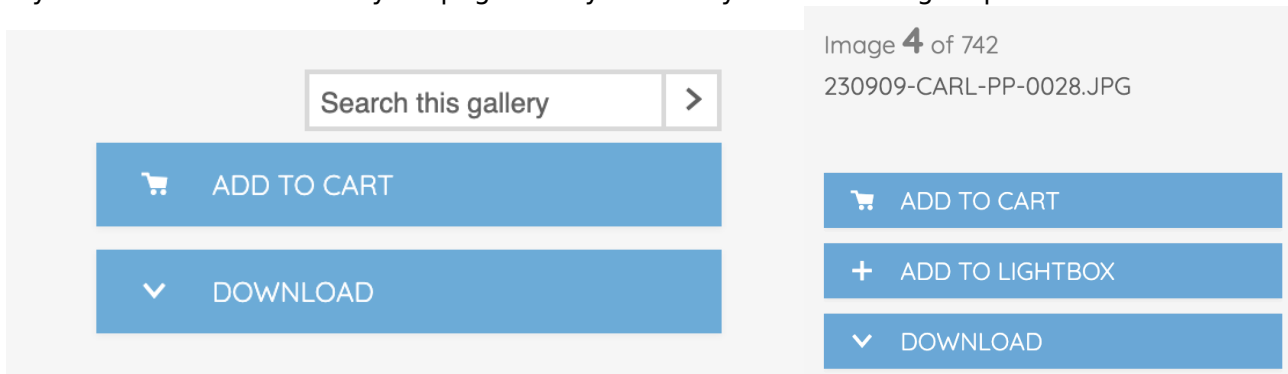 Search this gallery
ADD TO CART
DOWNLOAD
Image 4 of 742
230909-CARL-PP-0028.JPG
ADD TO CART
ADD TO LIGHTBOX
DOWNLOAD